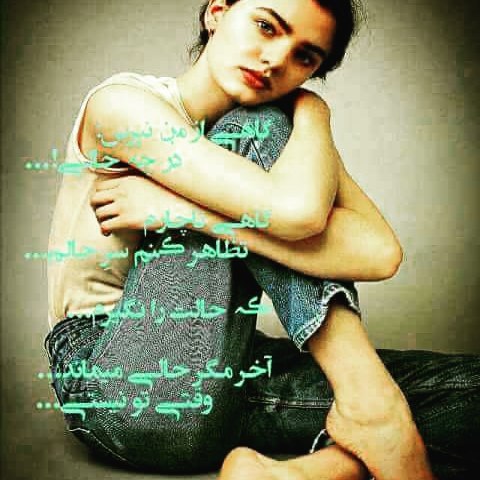 گاهی از من نپرس:
در چه حالی!...
گاهی ناچارم
تظاهر کنم سر حالم...
که حالت را نگیرم...
آخر مگر حالی میماند...
وقتی تو نیستی...